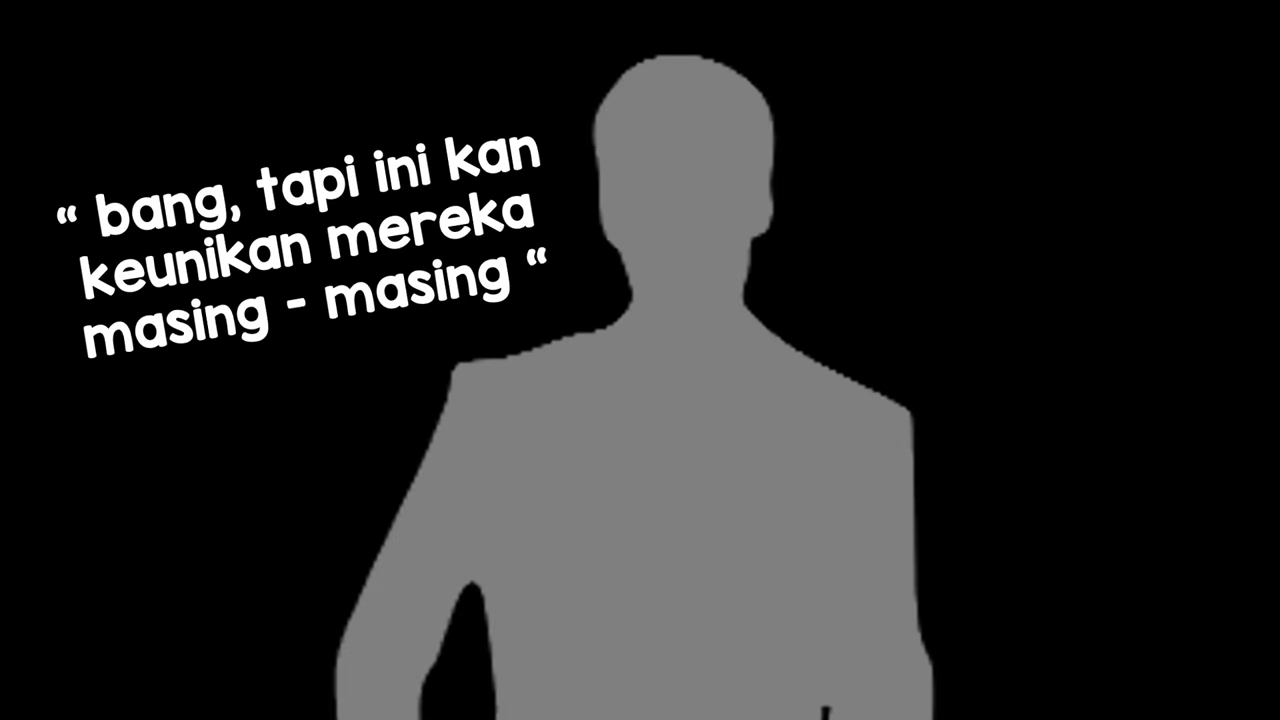 “ bang, tapi ini kan
keunikan mereka
masing - masing “